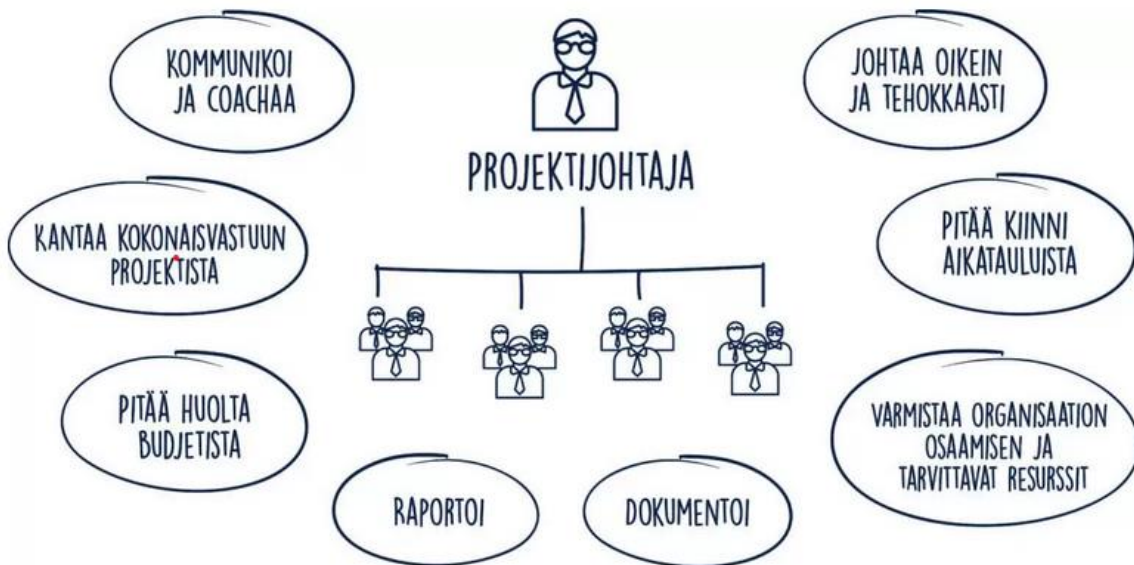 KOMMUNIKOI
JA COACHAA
JOHTAA OIKEIN
JA TEHOKKAASTI
PROJEKTIJOHTAJA
KANTAA KOKONAISVASTUUN
PROJEKTISTA
PITÄÄ KIINNI
AIKATAULUISTA
PITÄÄ HUOLTA
BUDJETISTA
VARMISTAA ORGANISAATION
OSAAMISEN JA
TARVITTAVAT RESURSSIT
RAPORTOI
DOKUMENTOI